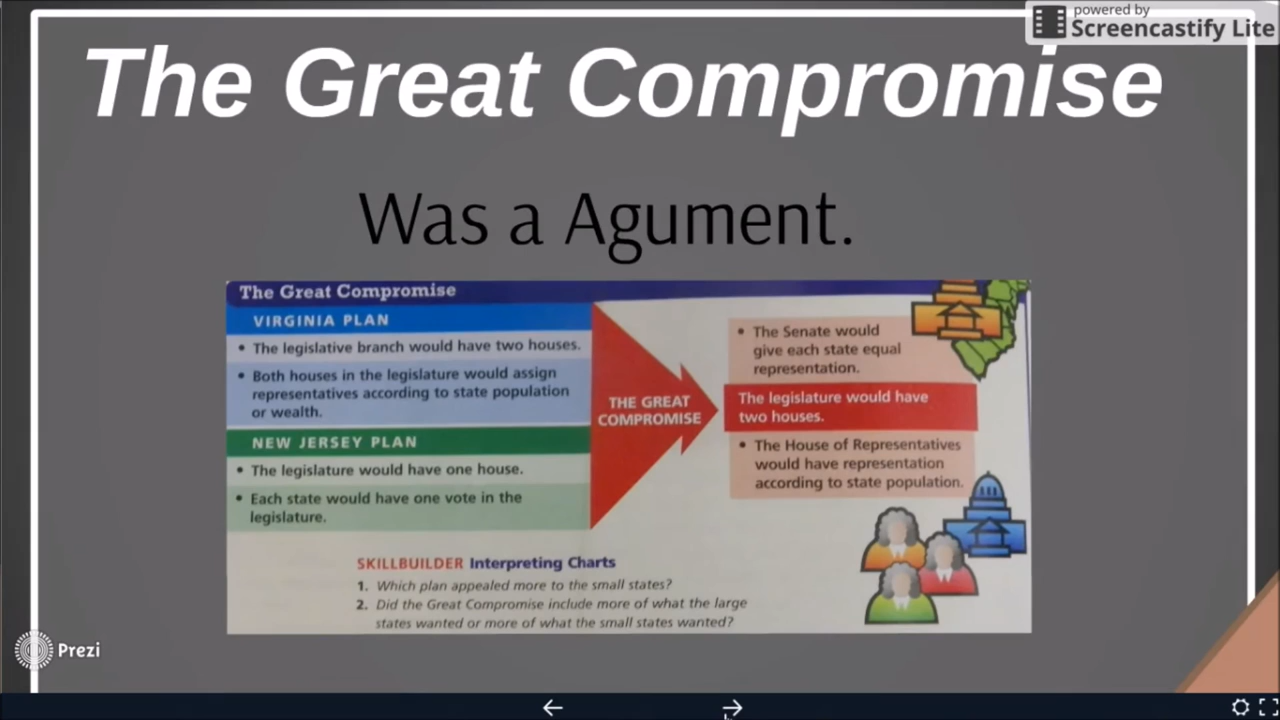 powered by
Screencastify Lite
The Great Compromise
Was a Agument.
The Great Compromise
VIRGINIA PLAN
• The legislative branch would have two houses.
• Both houses in the legislature would assign
representatives according to state population
or wealth.
NEW JERSEY PLAN
• The legislature would have one house.
• Each state would have one vote in the
legislature.
THE GREAT
COMPROMISE
• The Senate would
give each state equal
representation.
The legislature would have
two houses.
• The House of Representatives
would have representation
according to state population.
SKILLBUILDER Interpreting Charts
1. Which plan appealed more to the small states?
2. Did the Great Compromise include more of what the large
states wanted or more of what the small states wanted?
Prezi